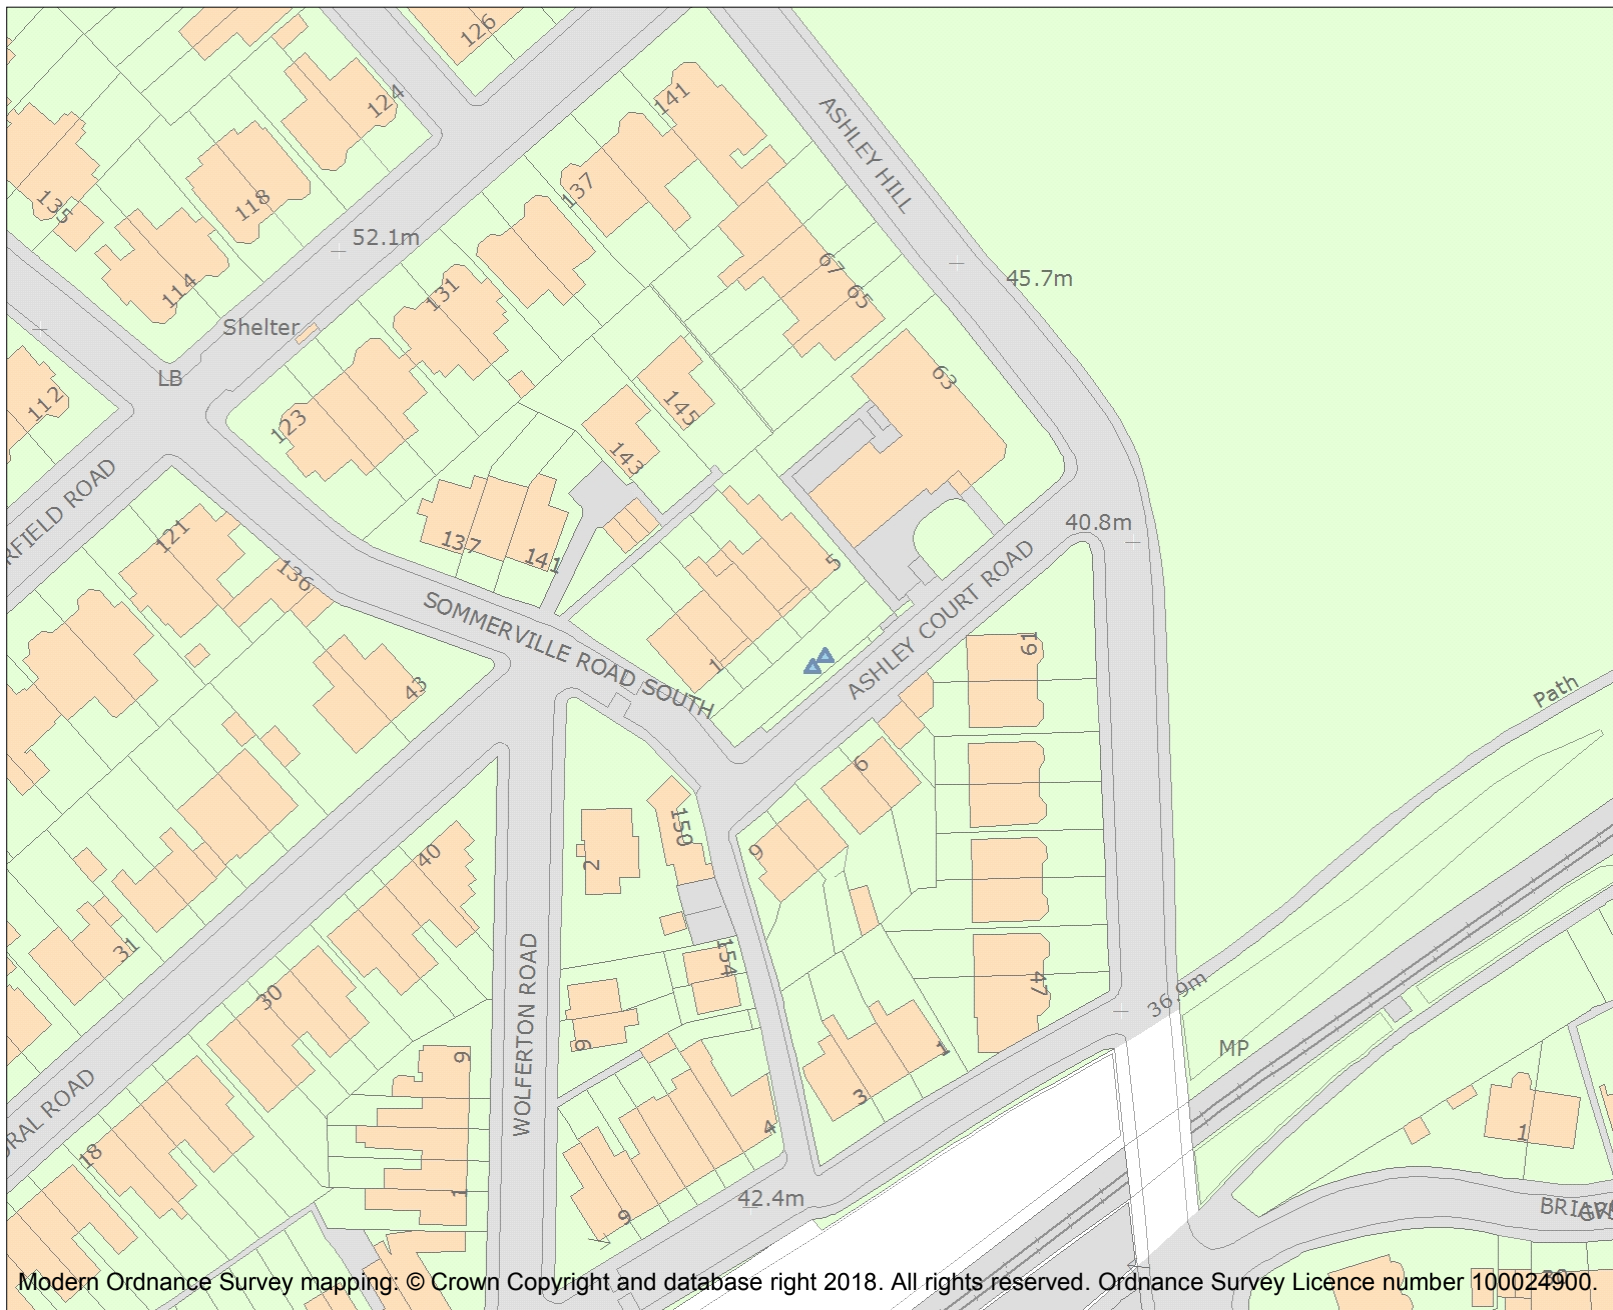 126
124
141
ASHLEY HILL
135
118
137
52.1m
114
131
67
65
45.7m
Shelter
LB
63
112
123
145
143
RFIELD ROAD
121
137
141
5
40.8m
136
SOMMERVILLE ROAD SOUTH
ASHLEY COURT ROAD
1
61
43
Path
6
150
2
9
40
31
154
47
36.9m
30
WOLFERTON ROAD
9
9
1
3
MP
ORAL ROAD
18
4
1
1
42.4m
9
BRIAR
Modern Ordnance Survey mapping: © Crown Copyright and database right 2018. All rights reserved. Ordnance Survey Licence number 100024900.